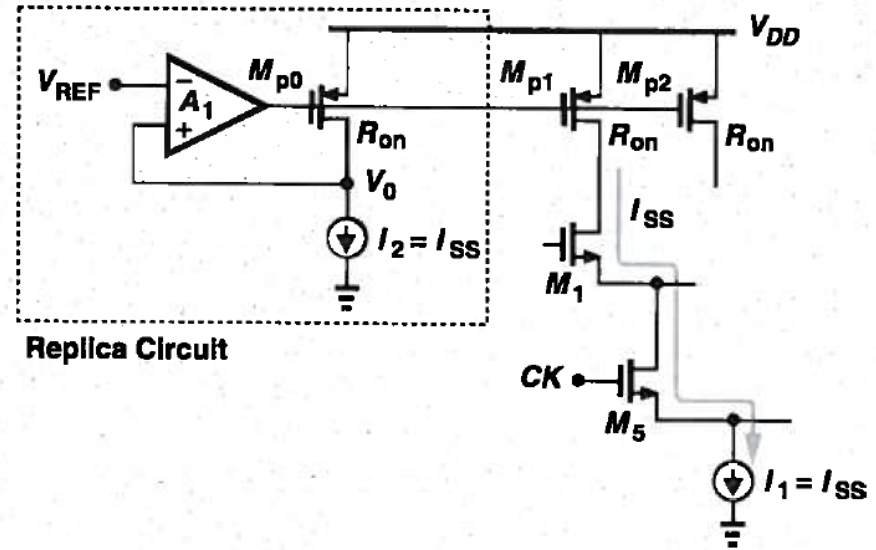 V_DD
M_p0
M_p1
M_p2
V_REF
−
A_1
+
R_on
R_on
R_on
V_0
I_SS
I_2 = I_SS
M_1
Replica Circuit
CK
M_5
I_1 = I_SS